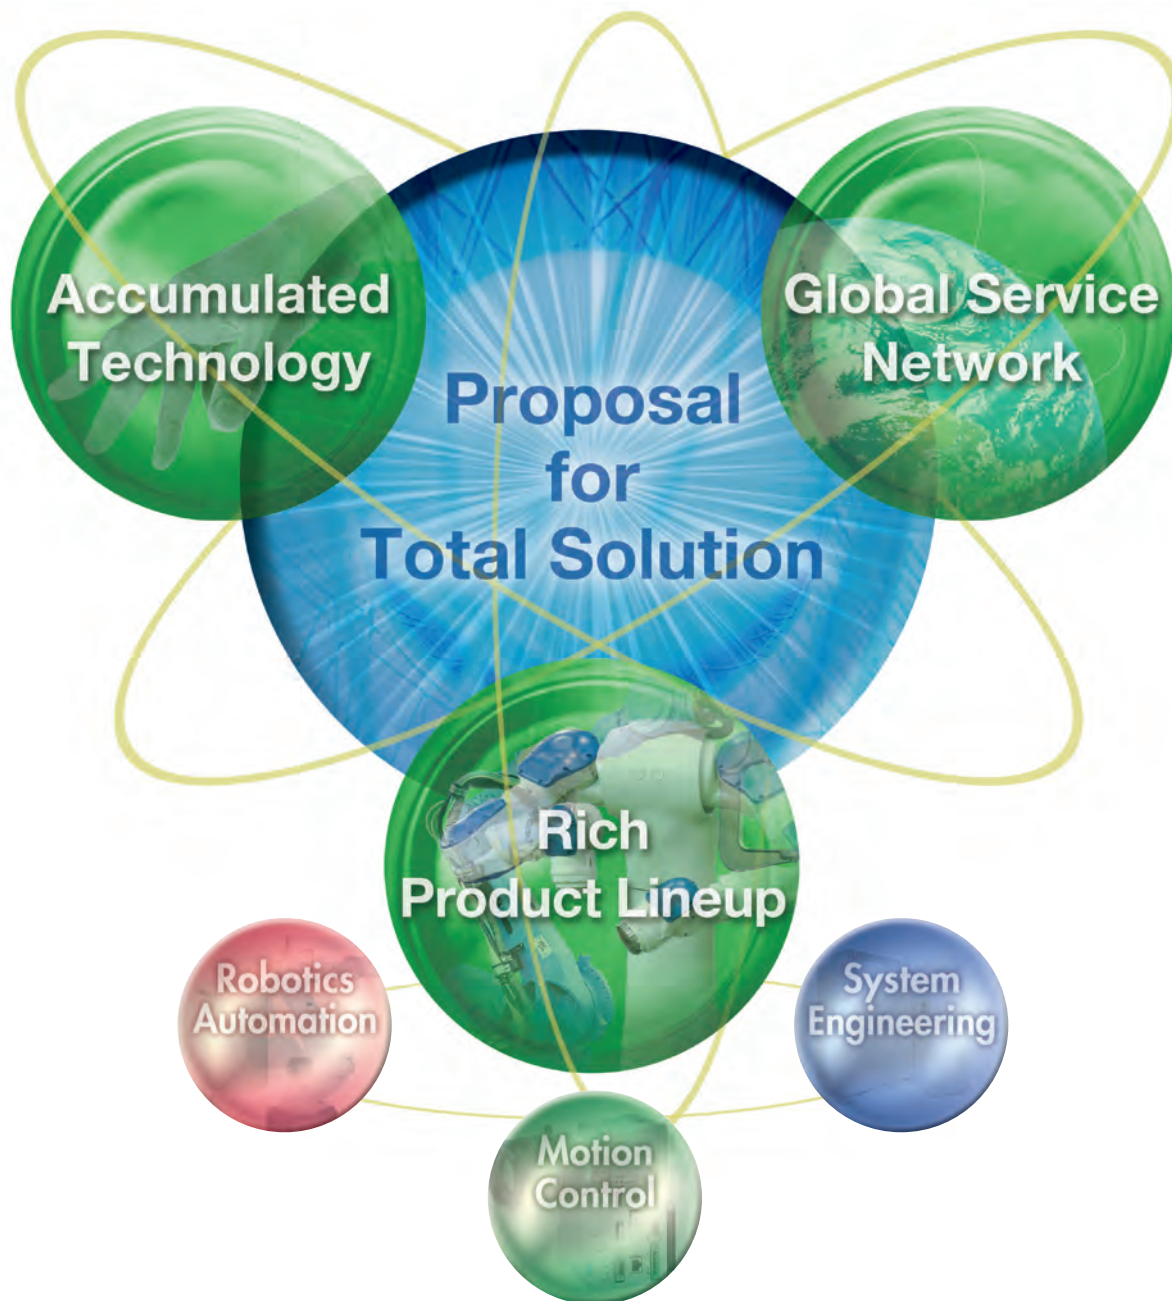 Accumulated
Technology
Global Service
Network
Proposal
for
Total Solution
Rich
Product Lineup
Robotics
Automation
System
Engineering
Motion
Control